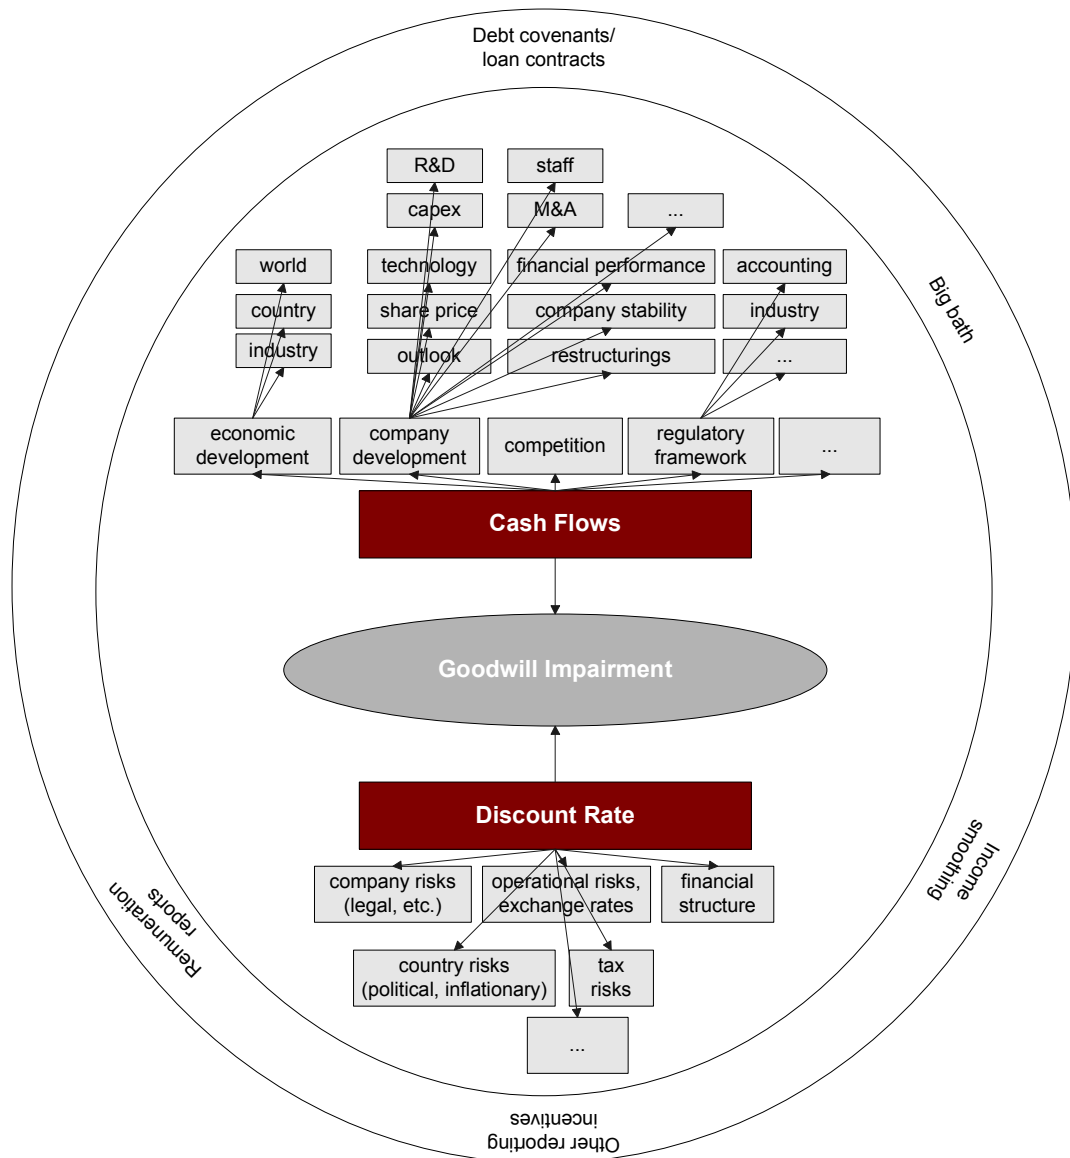 Debt covenants/
loan contracts
R&D
staff
capex
M&A
...
world
technology
financial performance
accounting
country
share price
company stability
industry
industry
outlook
restructurings
...
economic
development
company
development
competition
regulatory
framework
...
Cash Flows
Goodwill Impairment
Discount Rate
company risks
(legal, etc.)
operational risks,
exchange rates
financial
structure
country risks
(political, inflationary)
tax
risks
...
Big bath
Income
smoothing
Other reporting
incentives
Remuneration
reports